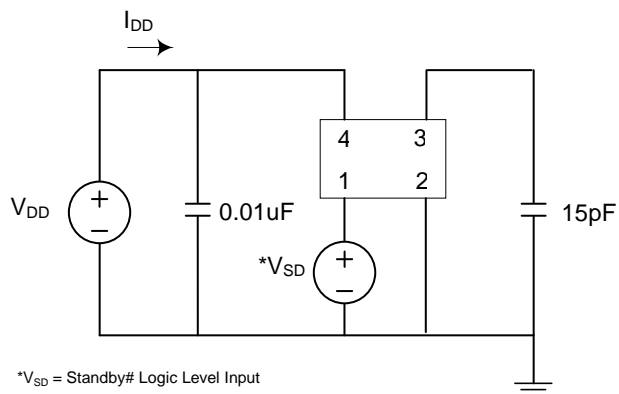 IDD
4 3
1 2
VDD
+
−
0.01uF
*VSD
+
−
15pF
*VSD = Standby# Logic Level Input